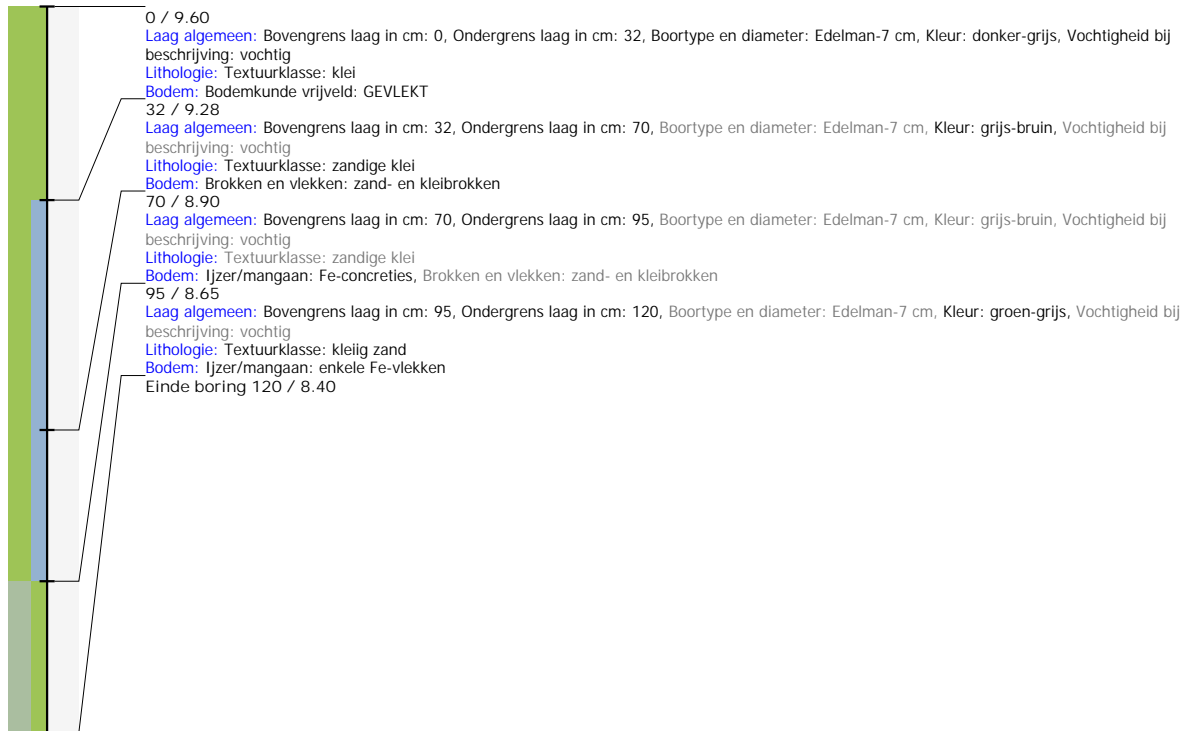 0 / 9.60
Laag algemeen: Bovengrens laag in cm: 0, Ondergrens laag in cm: 32, Boortype en diameter: Edelman-7 cm, Kleur: donker-grijs, Vochtigheid bij
beschrijving: vochtig
Lithologie: Textuurklasse: klei
Bodem: Bodemkunde vrijveld: GEVLEKT
32 / 9.28
Laag algemeen: Bovengrens laag in cm: 32, Ondergrens laag in cm: 70, Boortype en diameter: Edelman-7 cm, Kleur: grijs-bruin, Vochtigheid bij
beschrijving: vochtig
Lithologie: Textuurklasse: zandige klei
Bodem: Brokken en vlekken: zand- en kleibrokken
70 / 8.90
Laag algemeen: Bovengrens laag in cm: 70, Ondergrens laag in cm: 95, Boortype en diameter: Edelman-7 cm, Kleur: grijs-bruin, Vochtigheid bij
beschrijving: vochtig
Lithologie: Textuurklasse: zandige klei
Bodem: Ijzer/mangaan: Fe-concreties, Brokken en vlekken: zand- en kleibrokken
95 / 8.65
Laag algemeen: Bovengrens laag in cm: 95, Ondergrens laag in cm: 120, Boortype en diameter: Edelman-7 cm, Kleur: groen-grijs, Vochtigheid bij
beschrijving: vochtig
Lithologie: Textuurklasse: kleiig zand
Bodem: Ijzer/mangaan: enkele Fe-vlekken
Einde boring 120 / 8.40